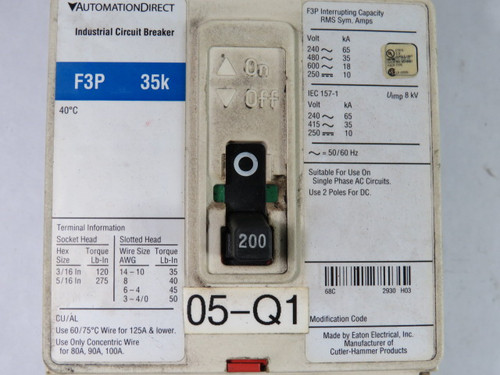 AUTOMATIONDIRECT
Industrial Circuit Breaker
F3P 35k
40°C
Terminal Information
Socket Head Slotted Head
Hex Size Torque Lb-In Wire Size AWG Torque Lb-In
3/16 In 120 14 – 10 35
5/16 In 275 8 40
6 – 4 45
3 – 4/0 50
CU/AL
Use 60/75°C Wire for 125A & lower.
Use Only Concentric Wire
for 80A, 90A, 100A.
On
Off
O
200
05-Q1
F3P Interrupting Capacity
RMS Sym. Amps
Volt kA
240 ~ 65
480 ~ 35
600 ~ 18
250 ⎓ 10
IEC 157-1 Uimp 8 kV
Volt kA
240 ~ 65
415 ~ 35
250 ⎓ 10
~ = 50/60 Hz
Suitable For Use On
Single Phase AC Circuits.
Use 2 Poles For DC.
68C 2930 H03
Modification Code
Made by Eaton Electrical, Inc.
Manufacturer of
Cutler-Hammer Products